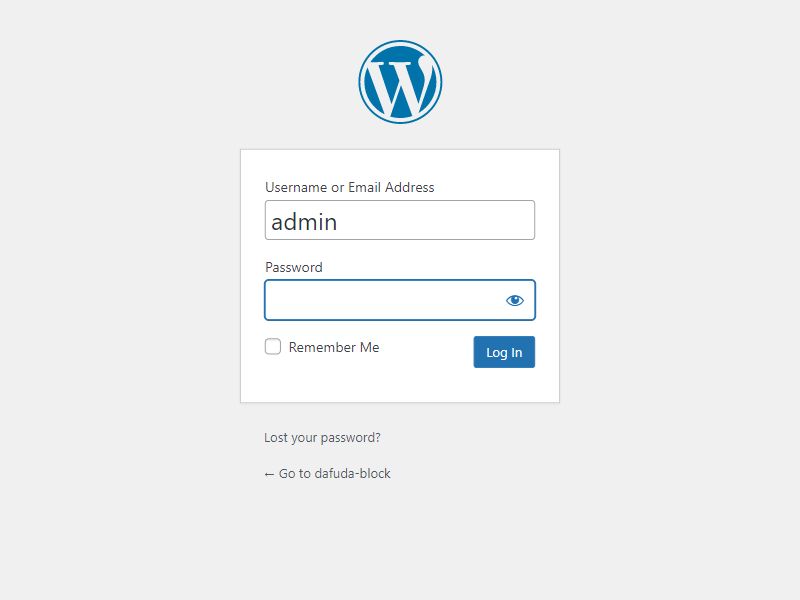 Username or Email Address
admin
Password
Remember Me
Log In
Lost your password?
← Go to dafuda-block